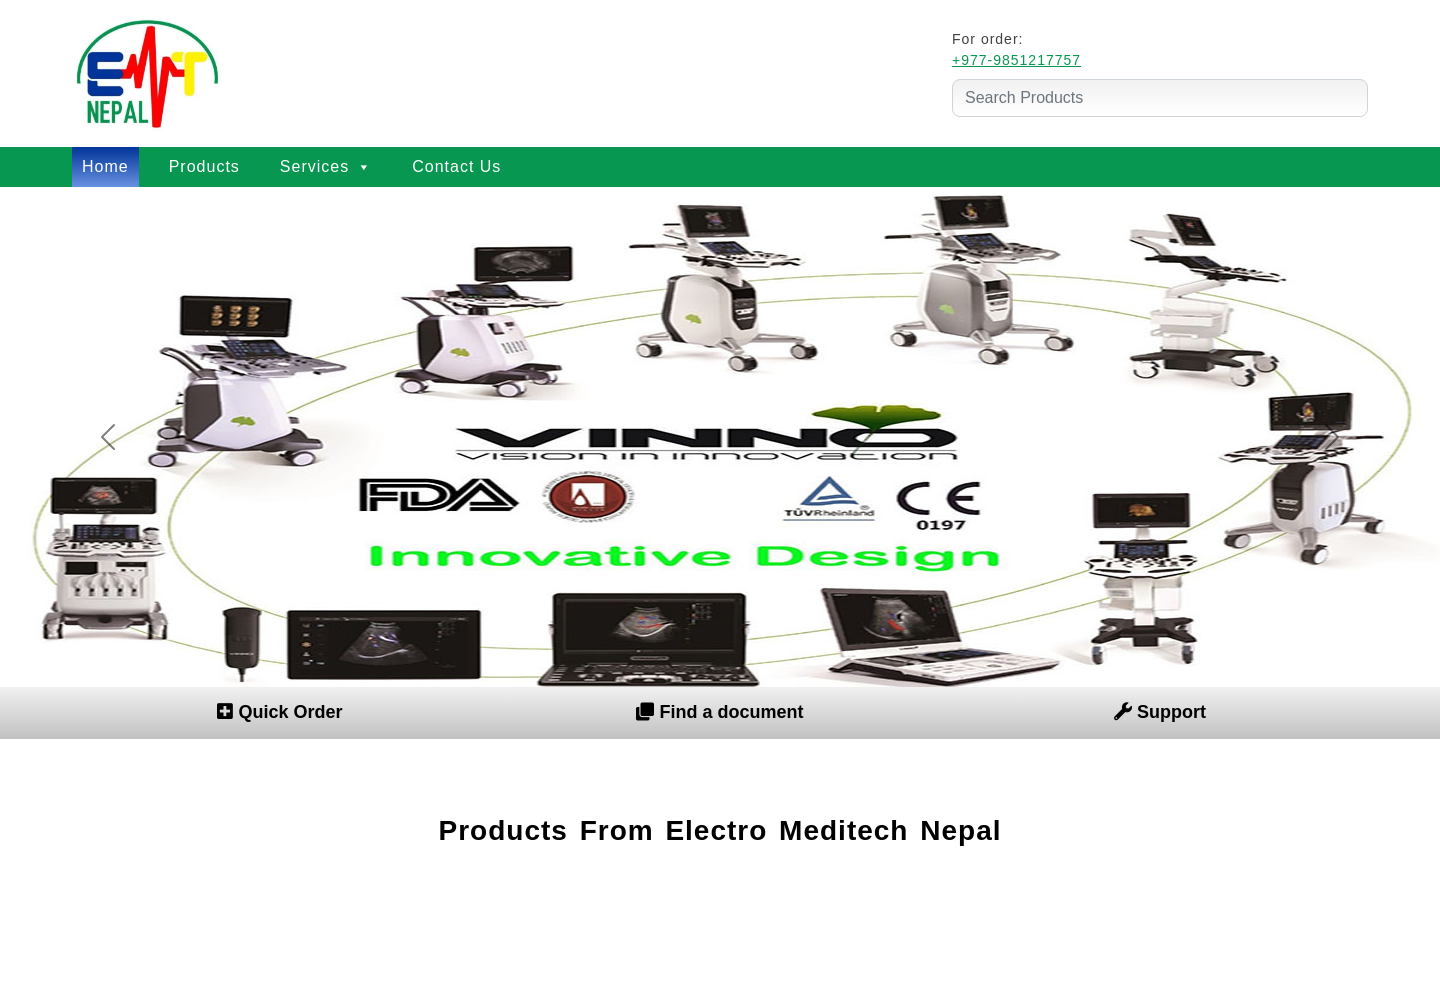 EMT
NEPAL
For order:
+977-9851217757
Search Products
Home
Products
Services
Contact Us
VINNO
Vision in innovation
FDA
TÜVRheinland
CE
0197
Innovative Design
Quick Order
Find a document
Support
Products From Electro Meditech Nepal